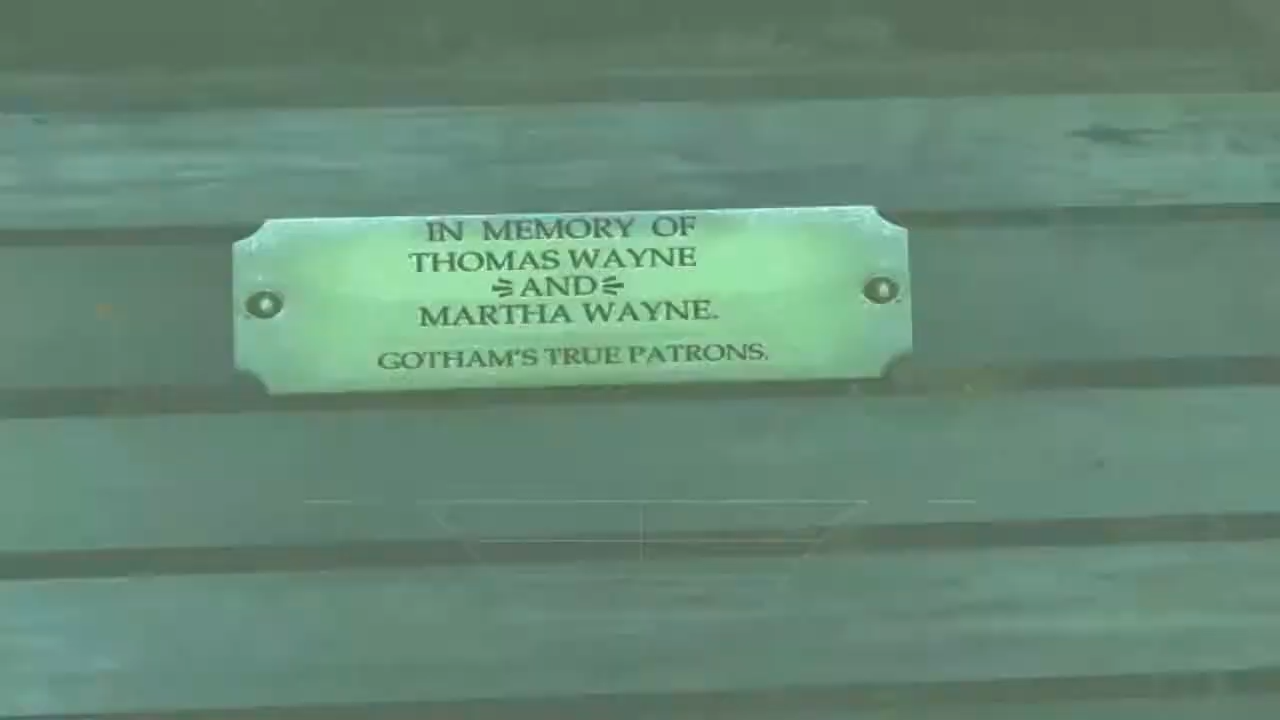 IN MEMORY OF
THOMAS WAYNE
AND
MARTHA WAYNE.
GOTHAM'S TRUE PATRONS.